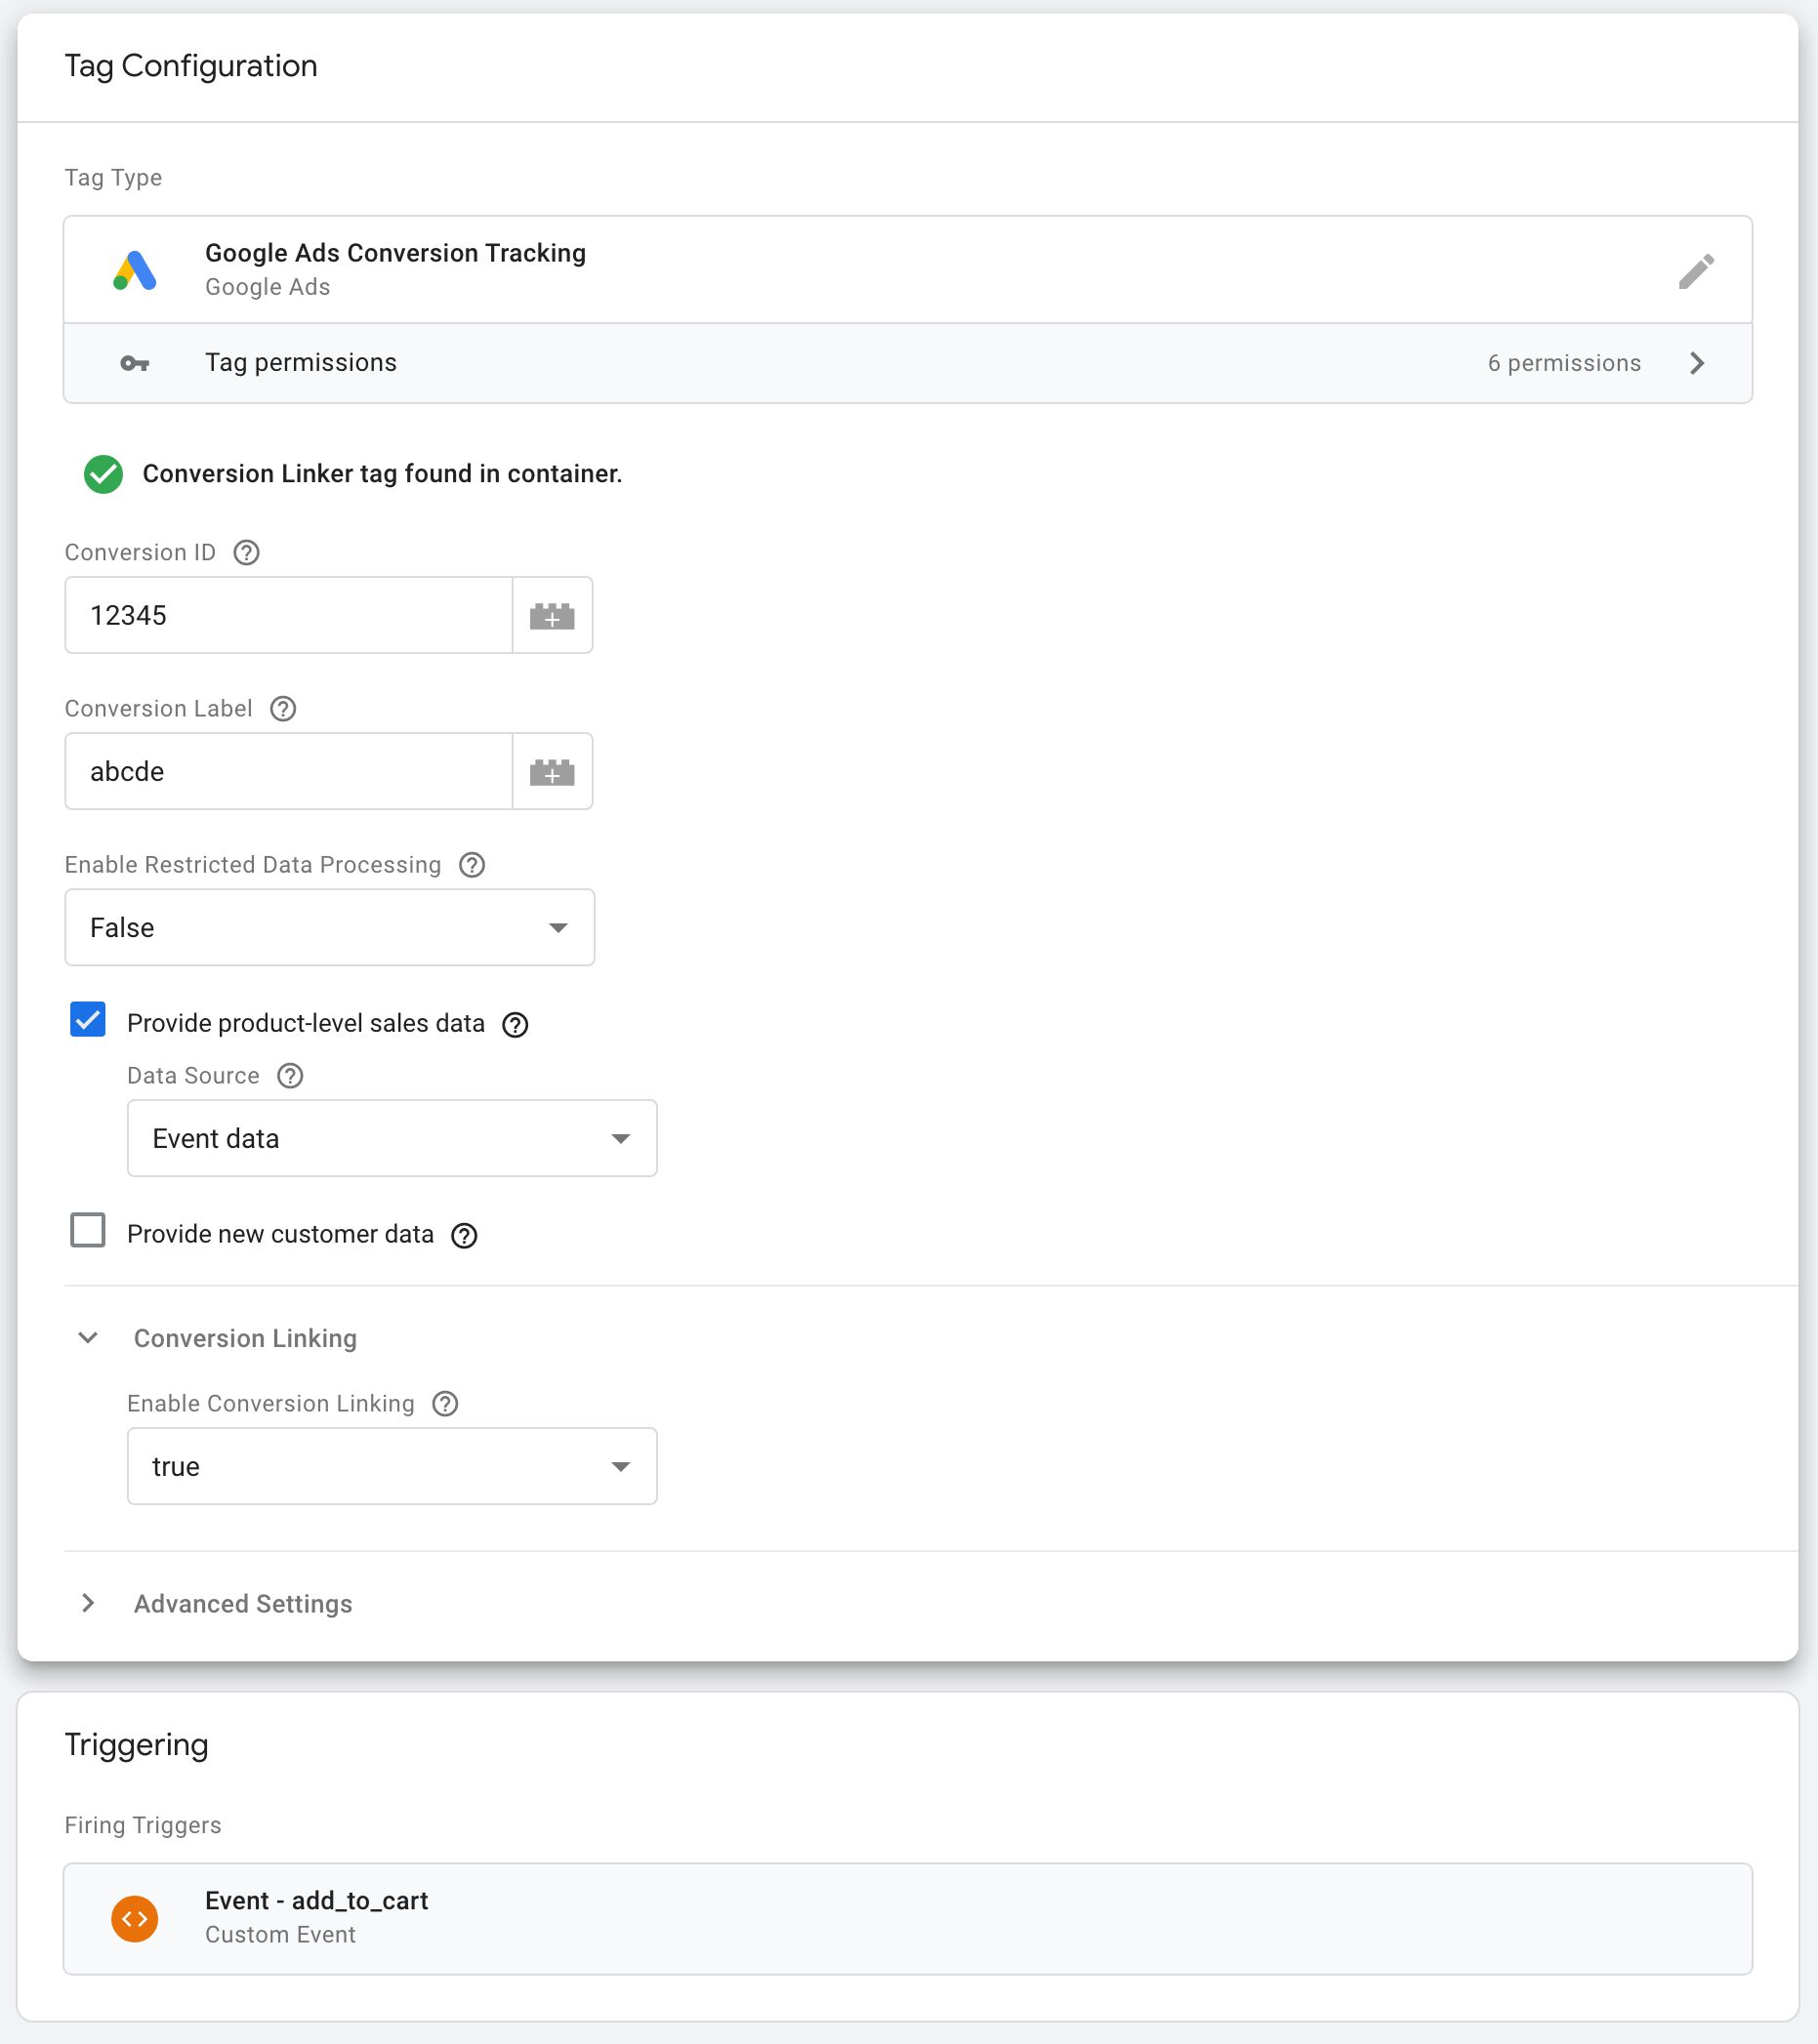 Tag Configuration
Tag Type
Google Ads Conversion Tracking
Google Ads
Tag permissions
6 permissions
Conversion Linker tag found in container.
Conversion ID
12345
Conversion Label
abcde
Enable Restricted Data Processing
False
Provide product-level sales data
Data Source
Event data
Provide new customer data
Conversion Linking
Enable Conversion Linking
true
Advanced Settings
Triggering
Firing Triggers
Event - add_to_cart
Custom Event